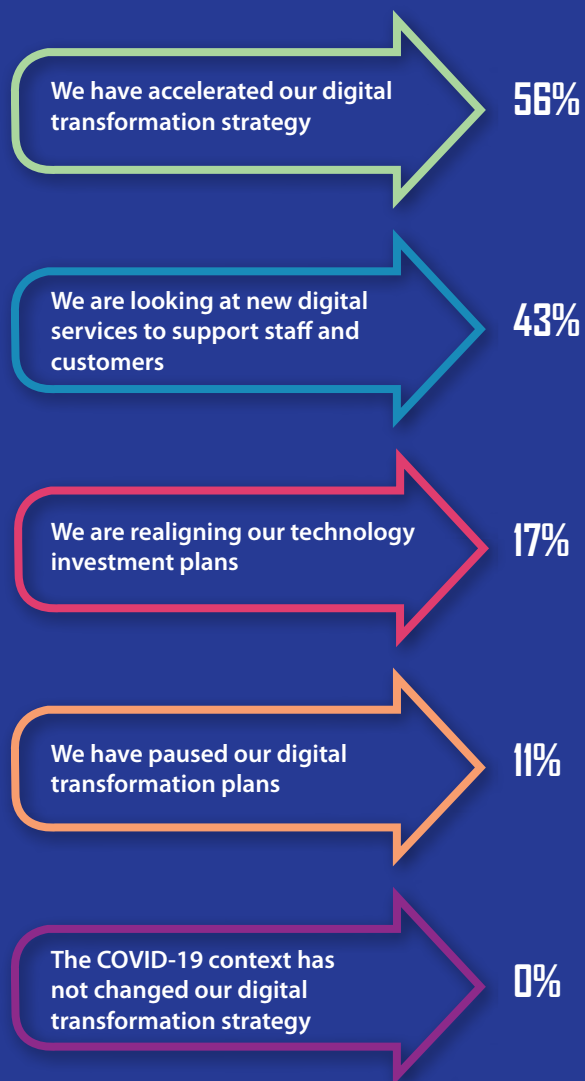 We have accelerated our digital
transformation strategy
56%
We are looking at new digital
services to support staff and
customers
43%
We are realigning our technology
investment plans
17%
We have paused our digital
transformation plans
11%
The COVID-19 context has
not changed our digital
transformation strategy
0%